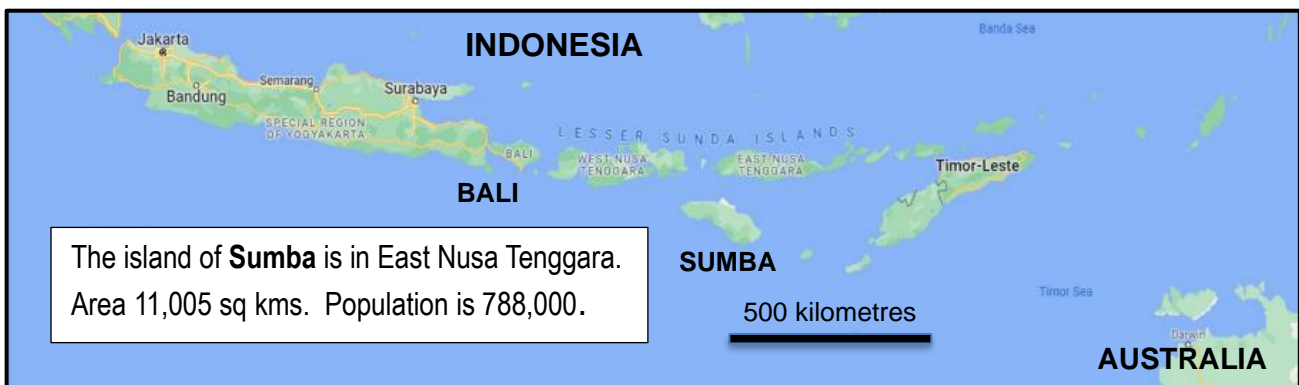 Banda Sea
INDONESIA
Jakarta
Semarang
Surabaya
Bandung
SPECIAL REGION
OF YOGYAKARTA
LESSER SUNDA ISLANDS
BALI
WEST NUSA
TENGGARA
EAST NUSA
TENGGARA
Timor-Leste
BALI
The island of Sumba is in East Nusa Tenggara.
Area 11,005 sq kms. Population is 788,000.
SUMBA
500 kilometres
Timor Sea
Darwin
AUSTRALIA